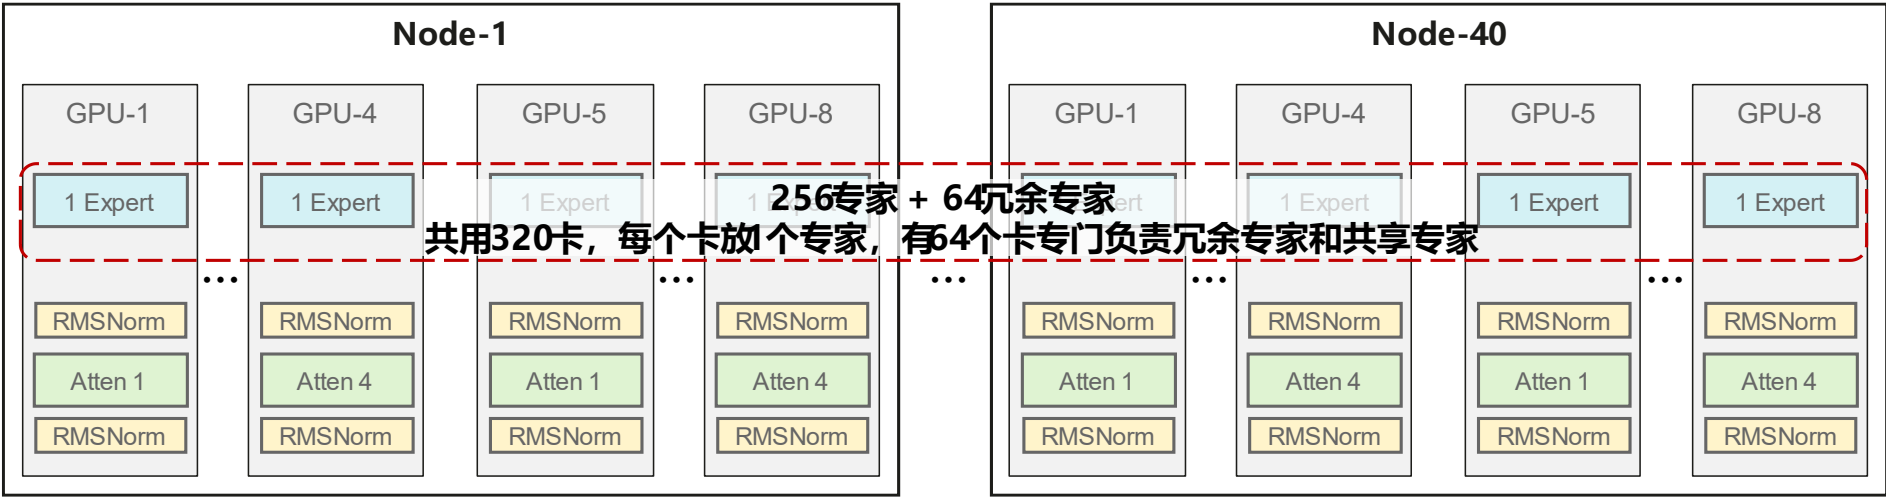 Node-1
Node-40
GPU-1
GPU-4
GPU-5
GPU-8
GPU-1
GPU-4
GPU-5
GPU-8
1 Expert
1 Expert
1 Expert
1 Expert
1 Expert
1 Expert
1 Expert
1 Expert
256专家 + 64冗余专家
共用320卡，每个卡放1个专家，有64个卡专门负责冗余专家和共享专家
...
...
...
...
...
RMSNorm
RMSNorm
RMSNorm
RMSNorm
RMSNorm
RMSNorm
RMSNorm
RMSNorm
Atten 1
Atten 4
Atten 1
Atten 4
Atten 1
Atten 4
Atten 1
Atten 4
RMSNorm
RMSNorm
RMSNorm
RMSNorm
RMSNorm
RMSNorm
RMSNorm
RMSNorm